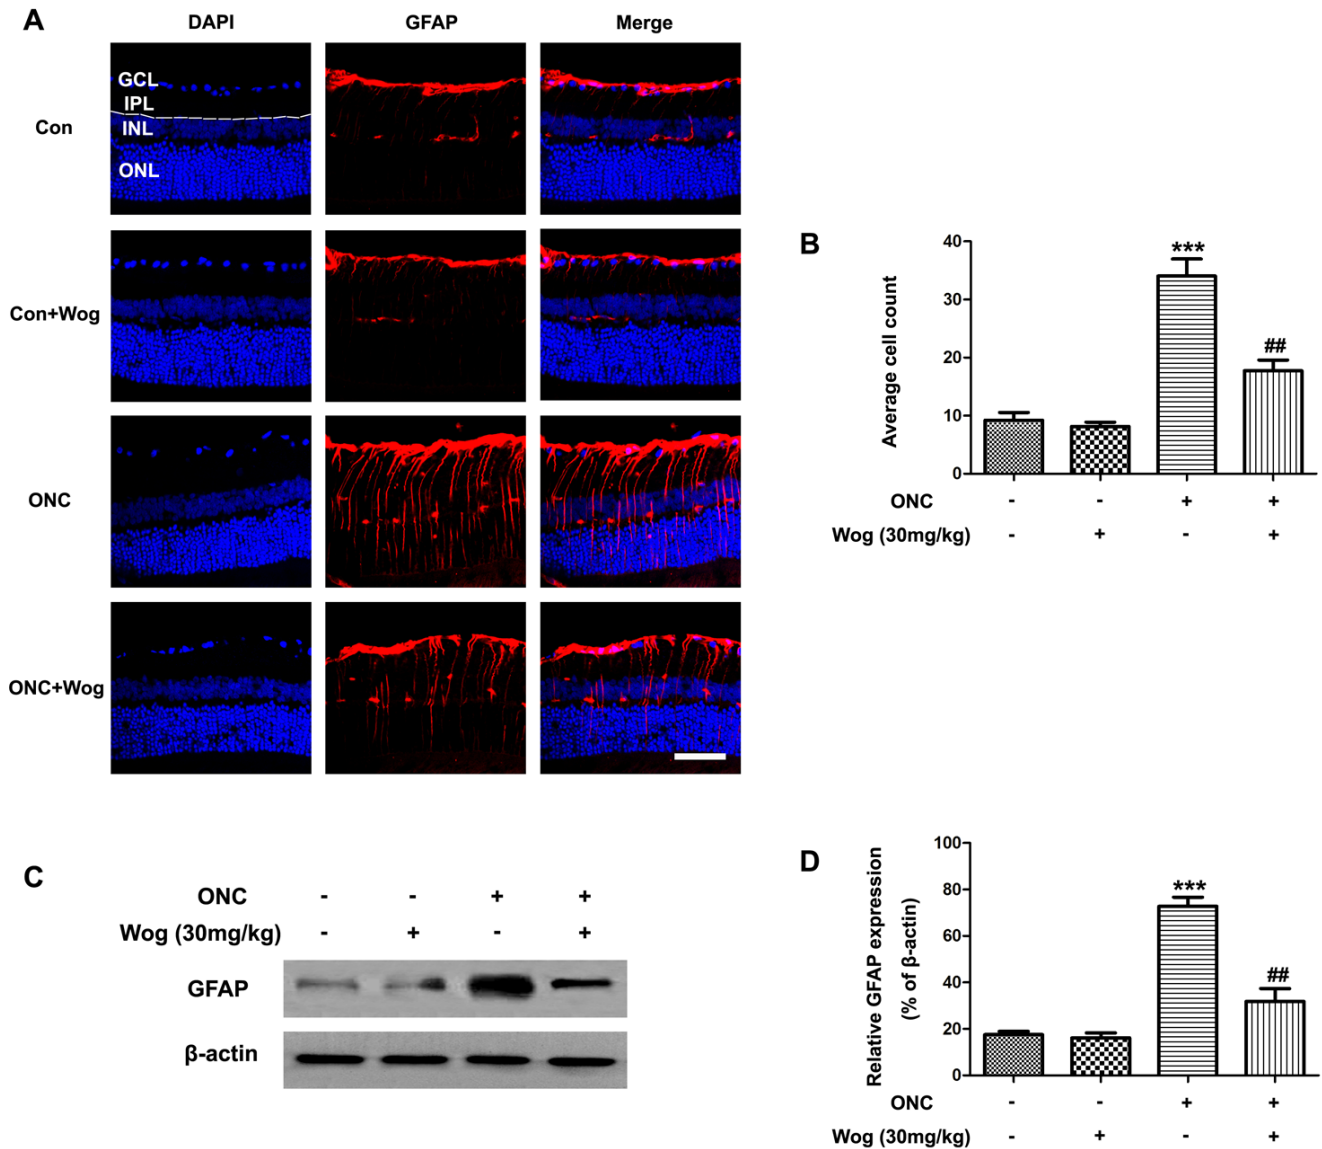 A
DAPI GFAP Merge
GCL
IPL
INL
ONL
Con
Con+Wog
ONC
ONC+Wog
B
Average cell count
40
30
20
10
0
***
##
ONC - - + +
Wog (30mg/kg) - + - +
C
ONC - - + +
Wog (30mg/kg) - + - +
GFAP
β-actin
D
Relative GFAP expression
(% of β-actin)
100
80
60
40
20
0
***
##
ONC - - + +
Wog (30mg/kg) - + - +